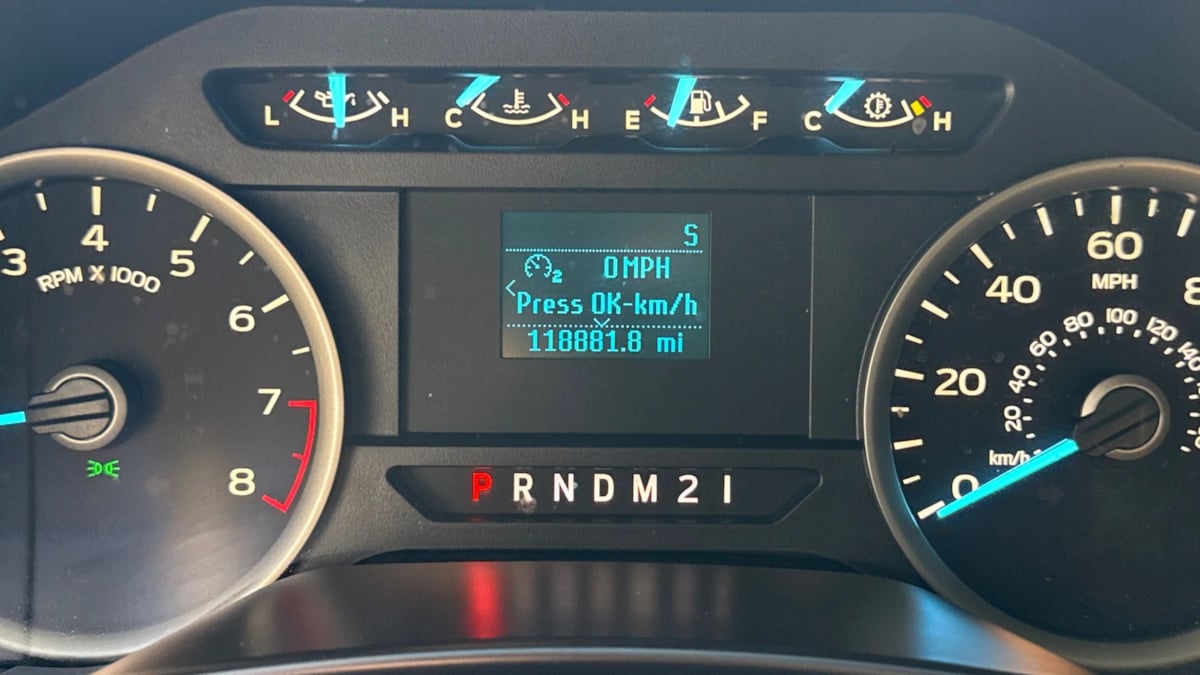 L H
C H
E F
C H
3 4 5 6 7 8
RPM X 1000
S
2 0 MPH
Press OK-km/h
118881.8 mi
P R N D M 2 1
0 20 40 60
MPH
20 40 60 80 100 120 140
km/h